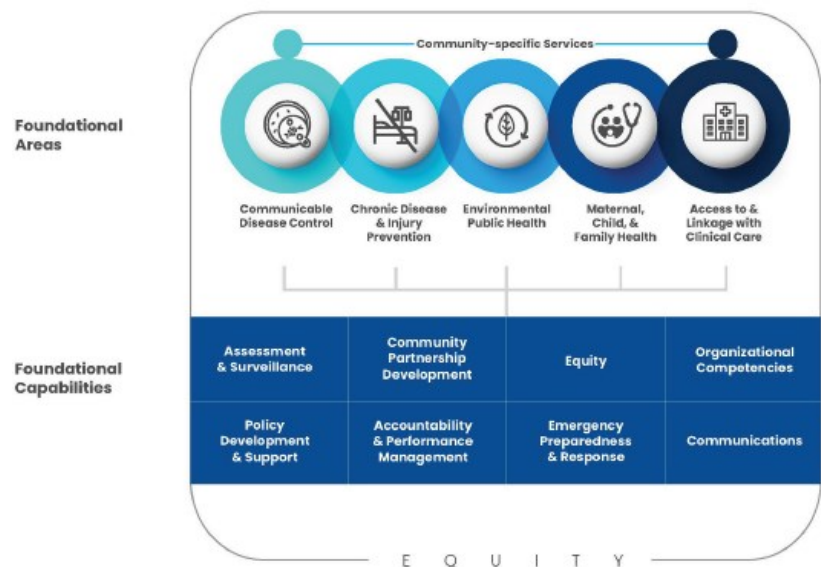 Community-specific Services
Foundational
Areas
Communicable
Disease Control
Chronic Disease
& Injury
Prevention
Environmental
Public Health
Maternal,
Child, &
Family Health
Access to &
Linkage with
Clinical Care
Foundational
Capabilities
Assessment
& Surveillance
Community
Partnership
Development
Equity
Organizational
Competencies
Policy
Development
& Support
Accountability
& Performance
Management
Emergency
Preparedness
& Response
Communications
EQUITY